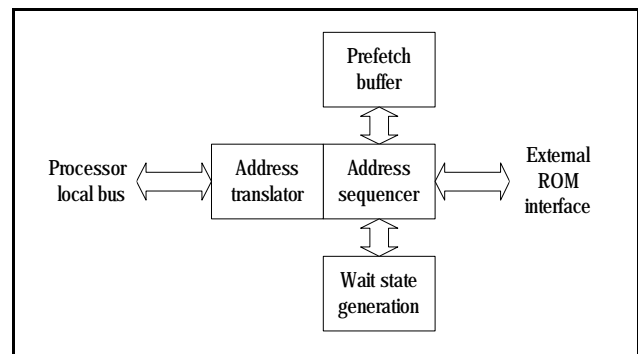 Prefetch
buffer
Processor
local bus
Address
translator
Address
sequencer
External
ROM
interface
Wait state
generation